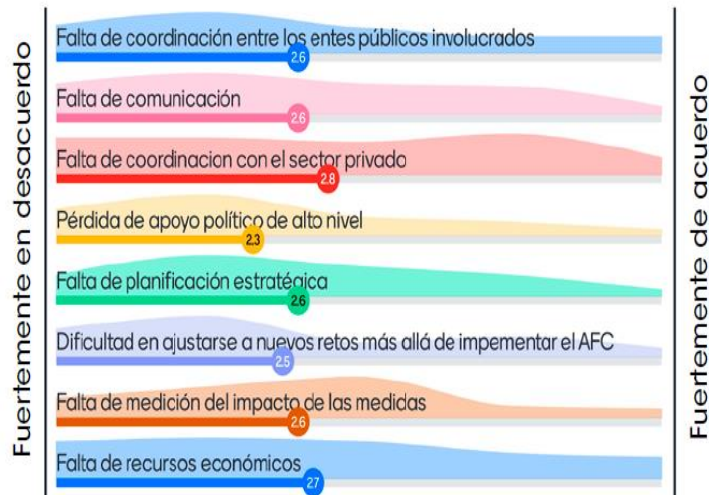 Fuertemente en desacuerdo
Falta de coordinación entre los entes públicos involucrados
2.6
Falta de comunicación
2.6
Falta de coordinacion con el sector privado
2.8
Pérdida de apoyo político de alto nivel
2.3
Falta de planificación estratégica
2.6
Dificultad en ajustarse a nuevos retos más allá de impementar el AFC
2.5
Falta de medición del impacto de las medidas
2.6
Falta de recursos económicos
2.7
Fuertemente de acuerdo